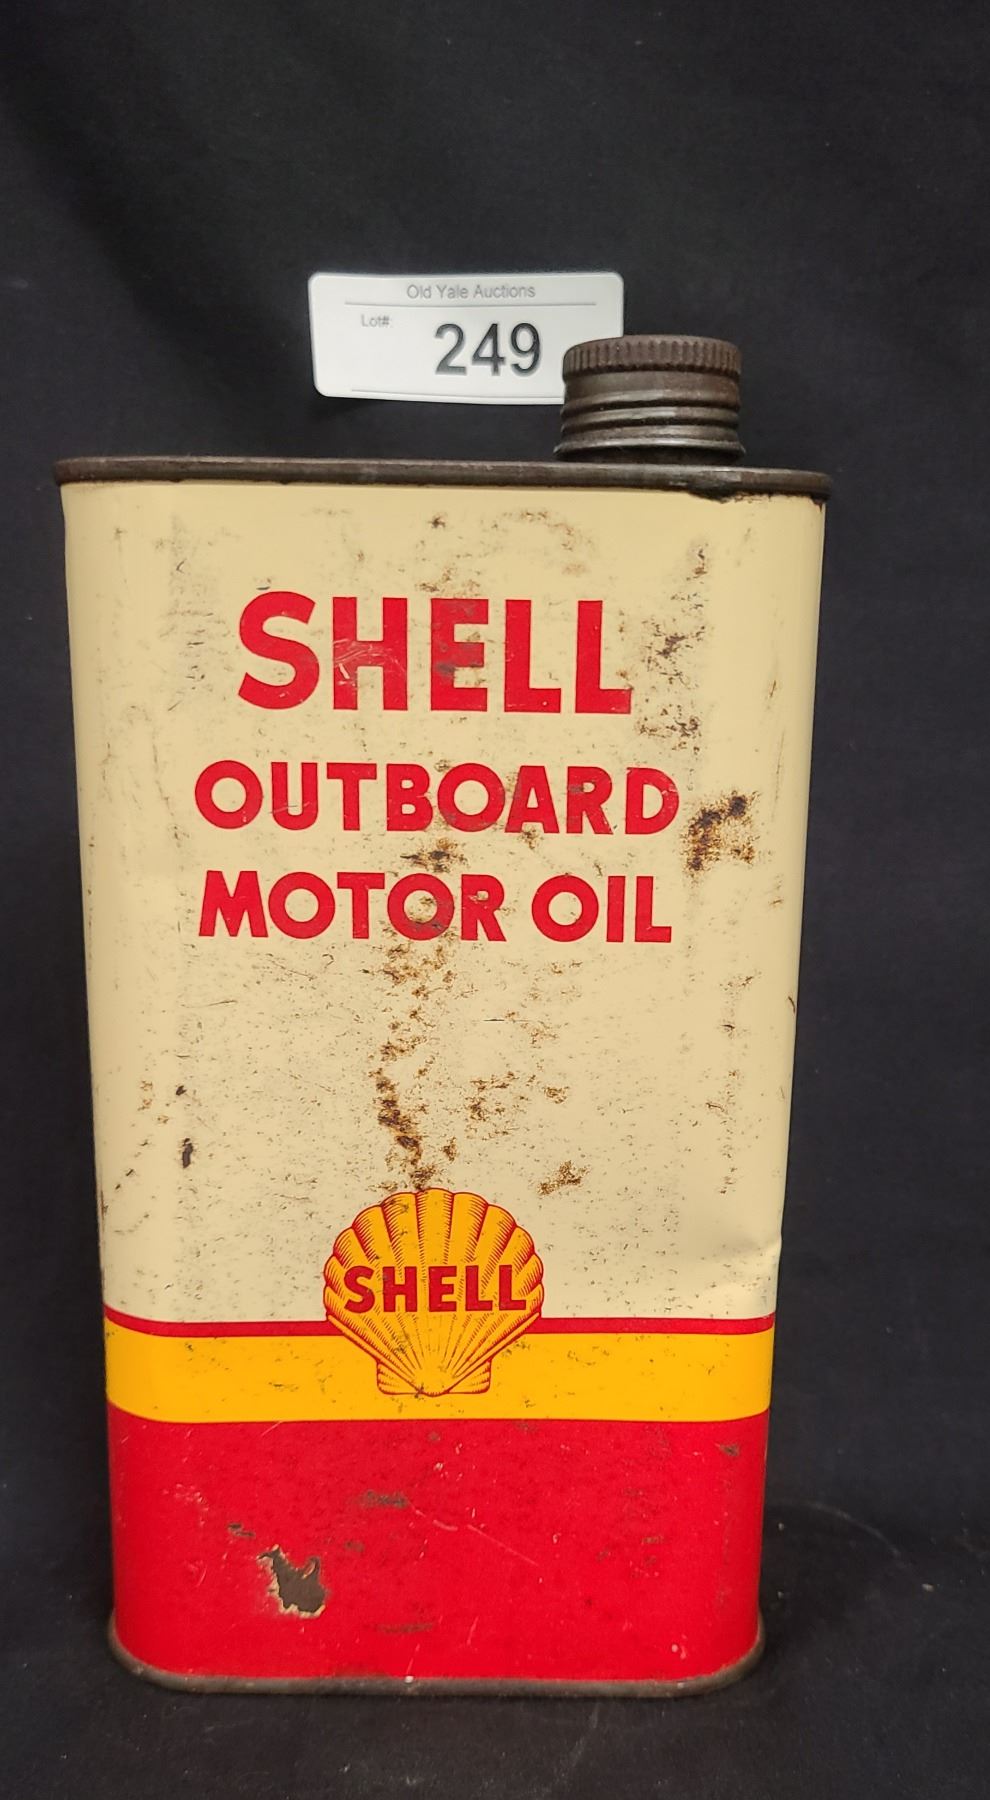 Old Yale Auctions
Lot#:
249
SHELL
OUTBOARD
MOTOR OIL
SHELL